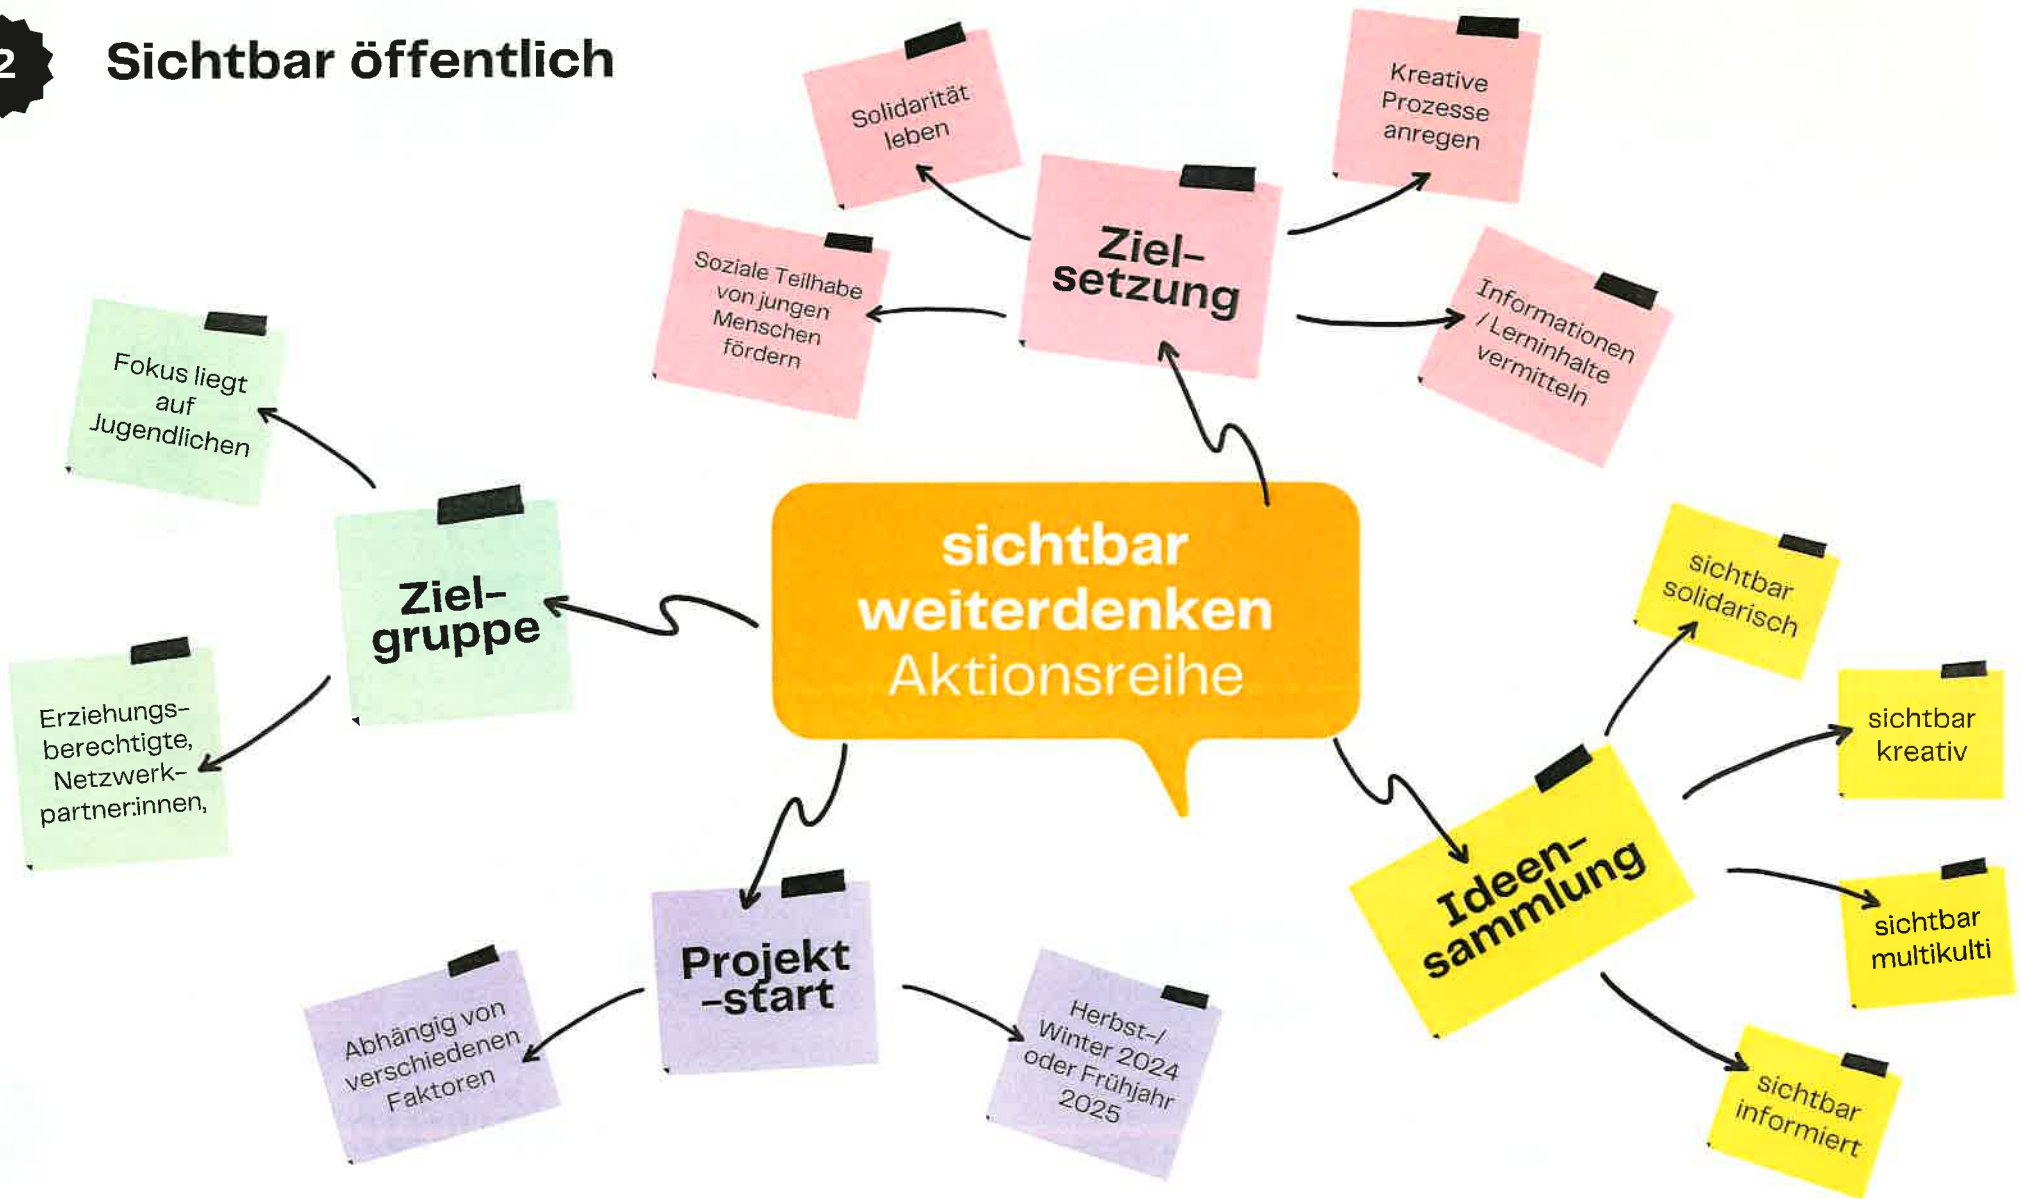 2
Sichtbar öffentlich
Solidarität
leben
Kreative
Prozesse
anregen
Ziel-
setzung
Soziale Teilhabe
von jungen
Menschen
fördern
Informationen
/Lerninhalte
vermitteln
Fokus liegt
auf
Jugendlichen
Ziel-
gruppe
Erziehungs-
berechtigte,
Netzwerk-
partner:innen,
sichtbar
weiterdenken
Aktionsreihe
sichtbar
solidarisch
sichtbar
kreativ
Ideen-
sammlung
sichtbar
multikulti
sichtbar
informiert
Projekt
-start
Abhängig von
verschiedenen
Faktoren
Herbst-/
Winter 2024
oder Frühjahr
2025